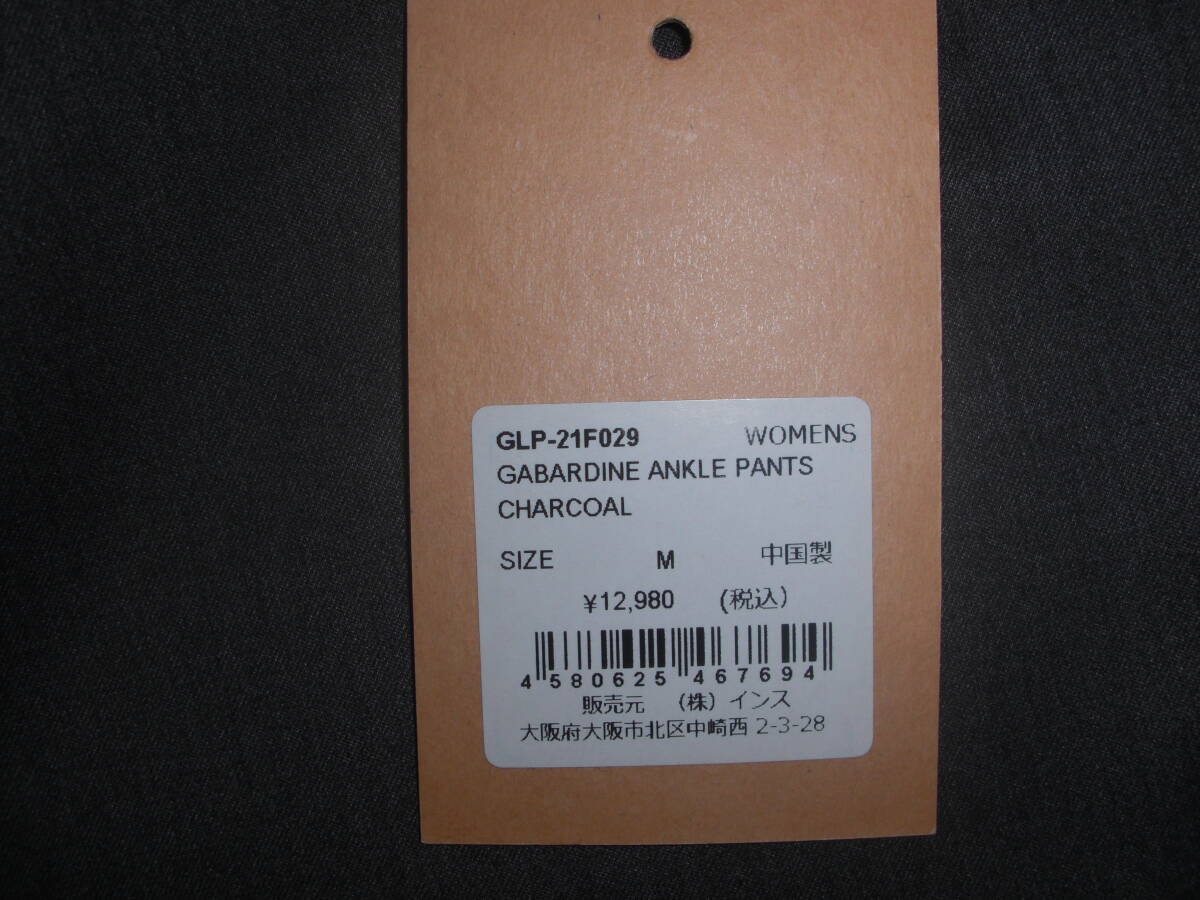 GLP-21F029 WOMENS
GABARDINE ANKLE PANTS
CHARCOAL
SIZE M 中国製
¥12,980 (税込)
4 580625 467694
販売元 (株) インス
大阪府大阪市北区中崎西 2-3-28